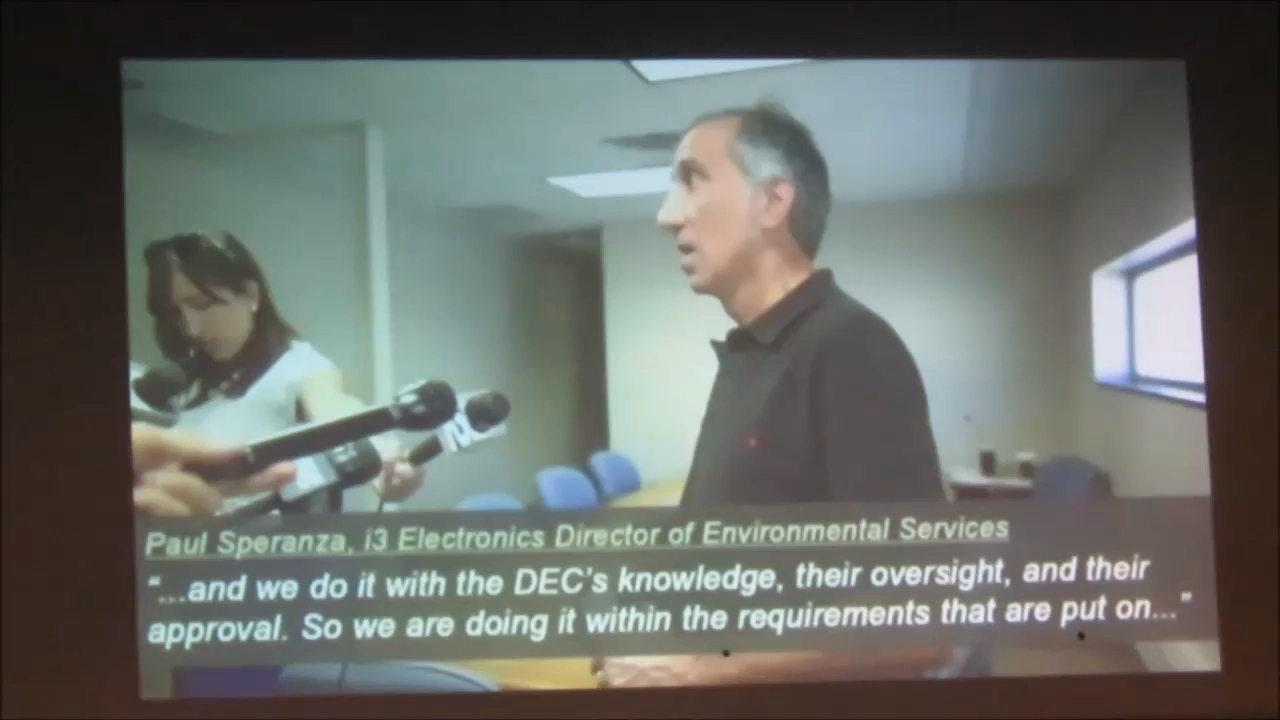 Paul Speranza, i3 Electronics Director of Environmental Services
“...and we do it with the DEC’s knowledge, their oversight, and their
approval. So we are doing it within the requirements that are put on...”